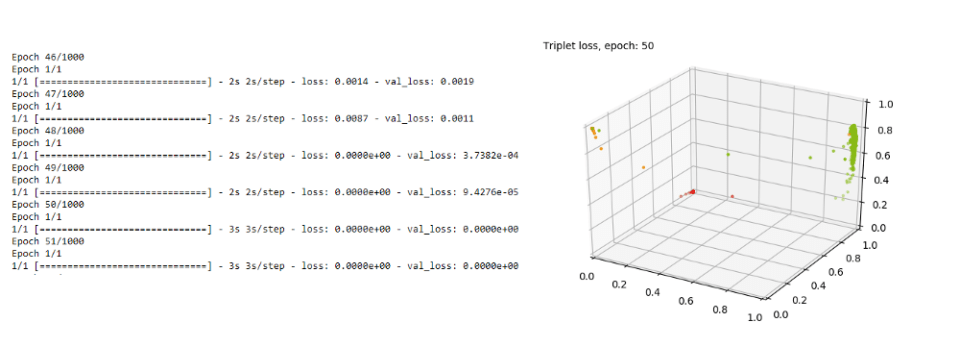 Epoch 46/1000
Epoch 1/1
1/1 [==============================] - 2s 2s/step - loss: 0.0014 - val_loss: 0.0019
Epoch 47/1000
Epoch 1/1
1/1 [==============================] - 2s 2s/step - loss: 0.0087 - val_loss: 0.0011
Epoch 48/1000
Epoch 1/1
1/1 [==============================] - 2s 2s/step - loss: 0.0000e+00 - val_loss: 3.7382e-04
Epoch 49/1000
Epoch 1/1
1/1 [==============================] - 2s 2s/step - loss: 0.0000e+00 - val_loss: 9.4276e-05
Epoch 50/1000
Epoch 1/1
1/1 [==============================] - 3s 3s/step - loss: 0.0000e+00 - val_loss: 0.0000e+00
Epoch 51/1000
Epoch 1/1
1/1 [==============================] - 3s 3s/step - loss: 0.0000e+00 - val_loss: 0.0000e+00
Triplet loss, epoch: 50
1.0
0.8
0.6
0.4
0.2
0.0
1.0
0.8
0.6
0.4
0.2
0.0
0.0
0.2
0.4
0.6
0.8
1.0